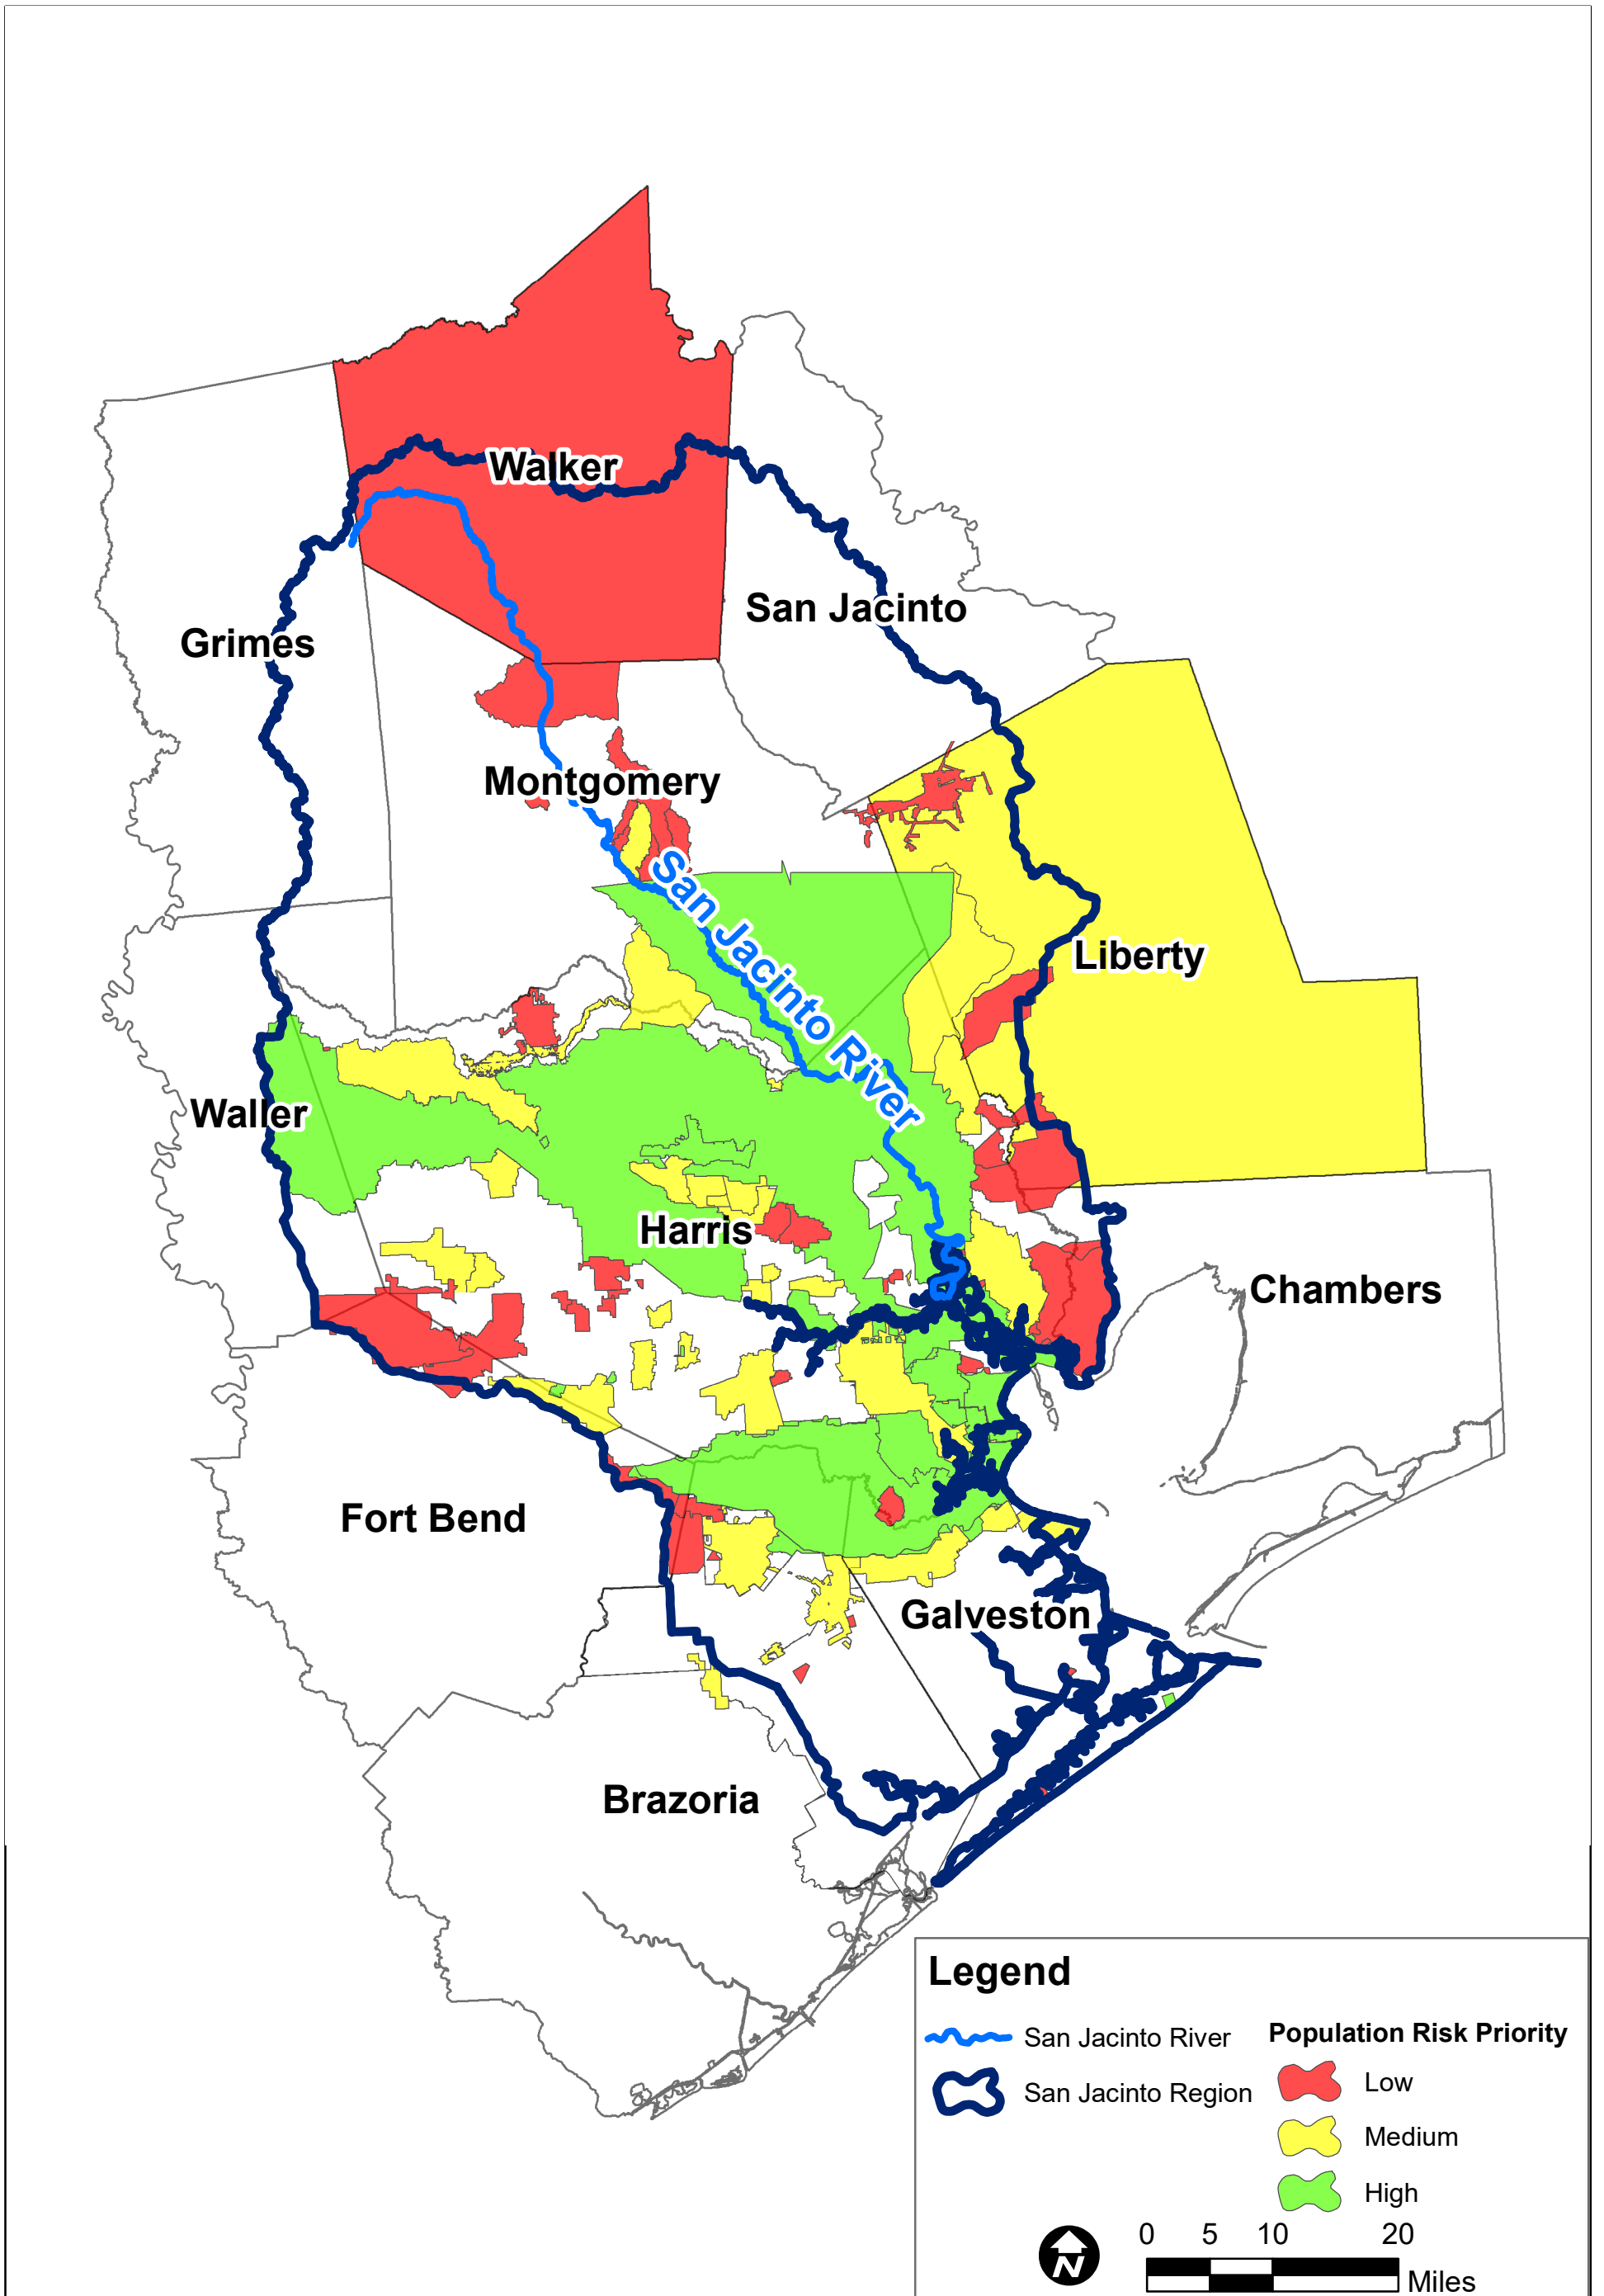 Walker
San Jacinto
Grimes
Montgomery
San Jacinto River
Liberty
Waller
Harris
Chambers
Fort Bend
Galveston
Brazoria
Legend
San Jacinto River
San Jacinto Region
Population Risk Priority
Low
Medium
High
N
0 5 10 20
Miles